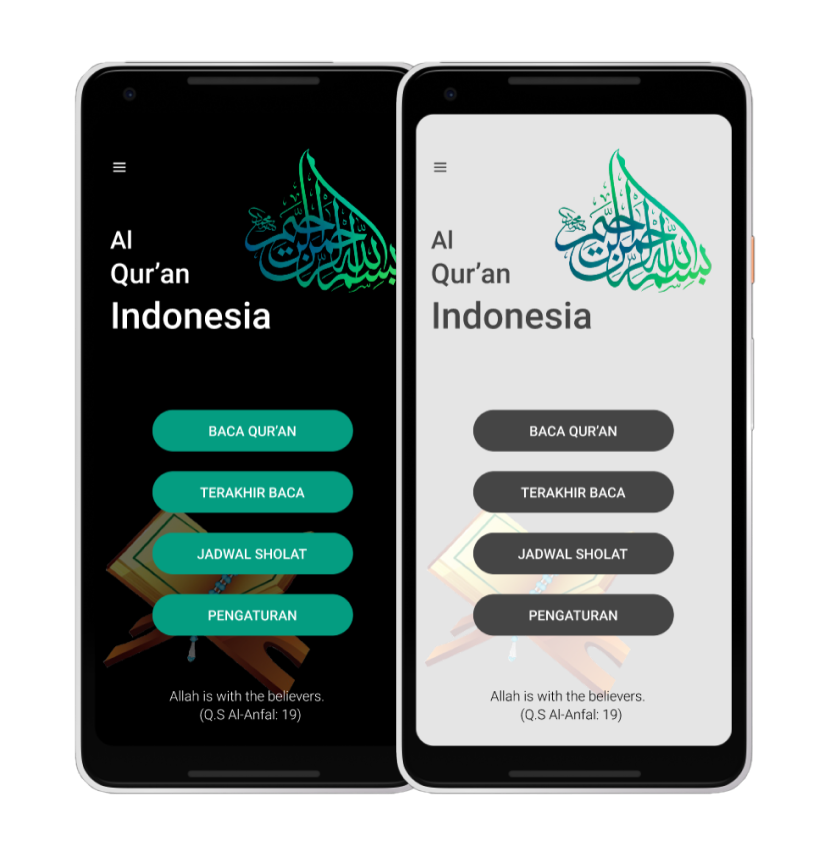 Al
Qur’an
Indonesia
بسم الله الرحمن الرحيم
BACA QUR’AN
TERAKHIR BACA
JADWAL SHOLAT
PENGATURAN
Allah is with the believers.
(Q.S Al-Anfal: 19)
Al
Qur’an
Indonesia
بسم الله الرحمن الرحيم
BACA QUR’AN
TERAKHIR BACA
JADWAL SHOLAT
PENGATURAN
Allah is with the believers.
(Q.S Al-Anfal: 19)